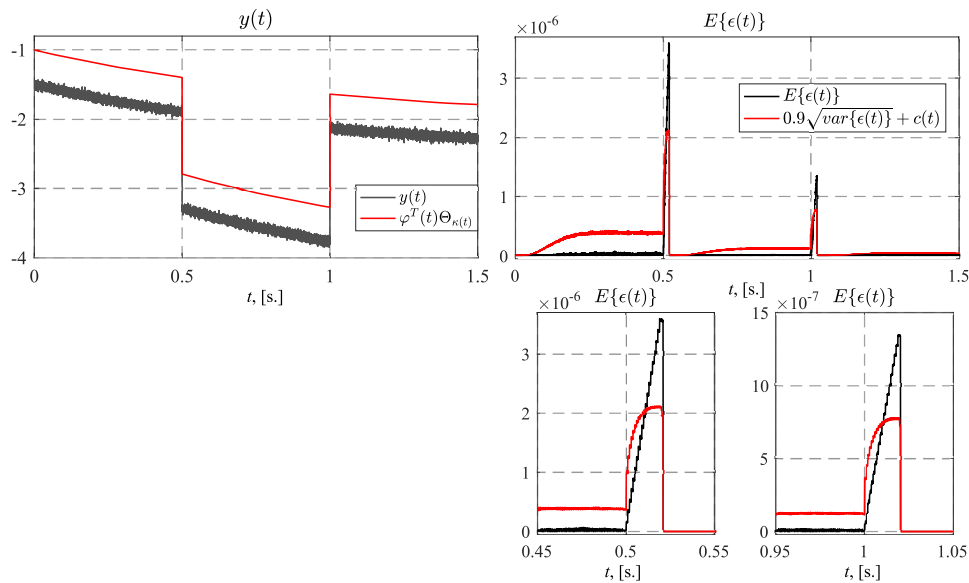 y(t)
-1
-2
-3
-4
0
0.5
1
1.5
t, [s.]
y(t)
φ^T(t)Θ_κ(t)
E{ϵ(t)}
×10^-6
3
2
1
0
0
0.5
1
1.5
t, [s.]
E{ϵ(t)}
0.9√var{ϵ(t)} + c(t)
×10^-6
E{ϵ(t)}
3
2
1
0
0.45
0.5
0.55
t, [s.]
×10^-7
E{ϵ(t)}
15
10
5
0
0.95
1
1.05
t, [s.]